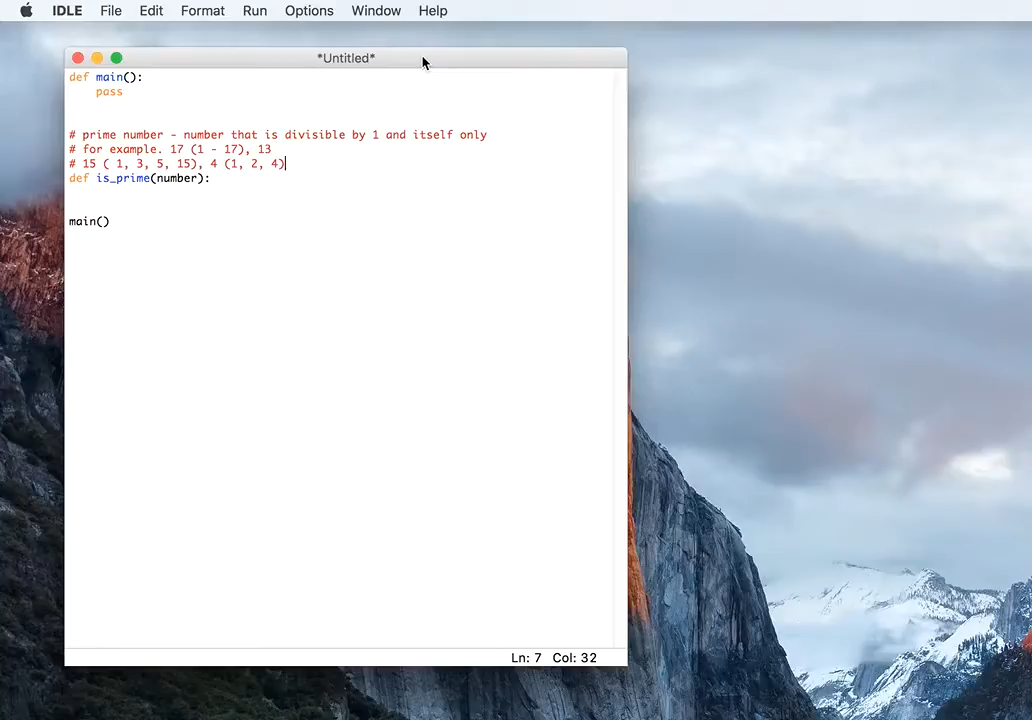 IDLE File Edit Format Run Options Window Help
*Untitled*
def main():
    pass
# prime number - number that is divisible by 1 and itself only
# for example. 17 (1 - 17), 13
# 15 ( 1, 3, 5, 15), 4 (1, 2, 4)
def is_prime(number):
main()
Ln: 7 Col: 32